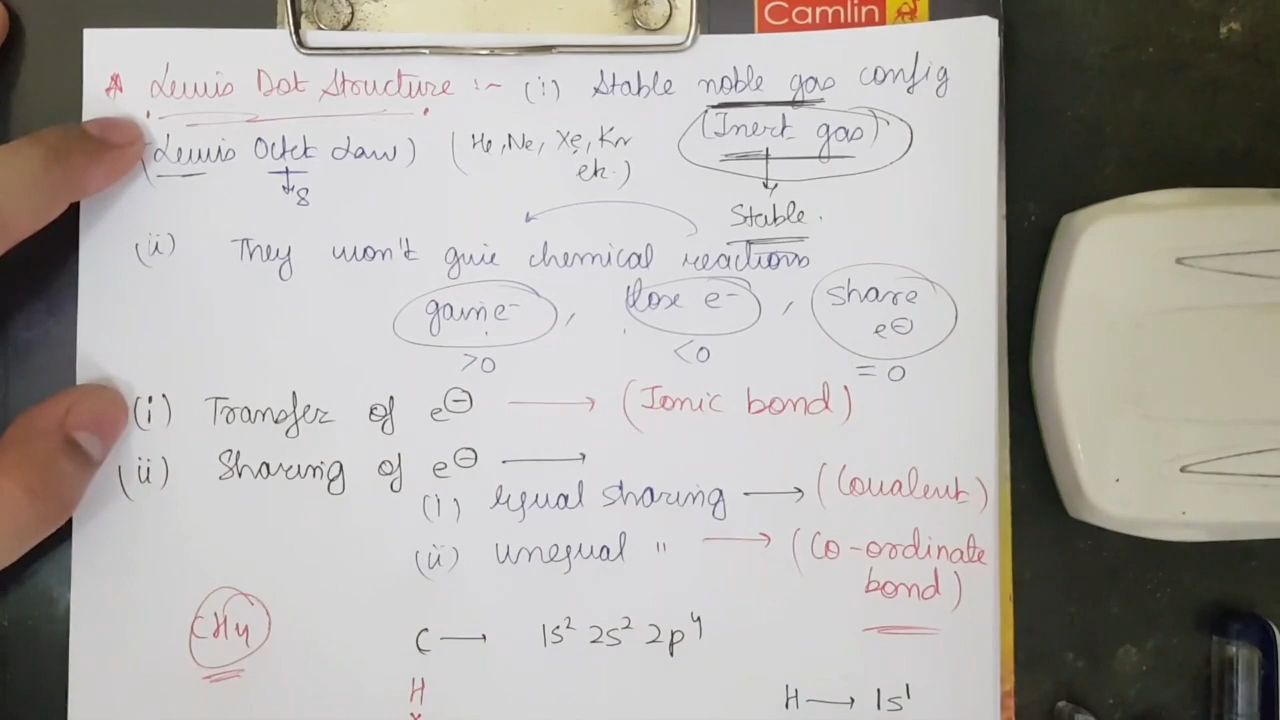 Camlin
* Lewis Dot Structure :- (i) Stable noble gas config
(Lewis Octet Law) (He, Ne, Xe, Kr etc.) (Inert gas)
8
Stable.
(ii) They won't give chemical reactions
gain e-, lose e-, share e⊖
>0 <0 = 0
(i) Transfer of e⊖ → (Ionic bond)
(ii) Sharing of e⊖ →
(i) equal sharing → (Covalent)
(ii) unequal " → (Co-ordinate bond)
CH4
C → 1s² 2s² 2p⁴
H
H → 1s¹
x